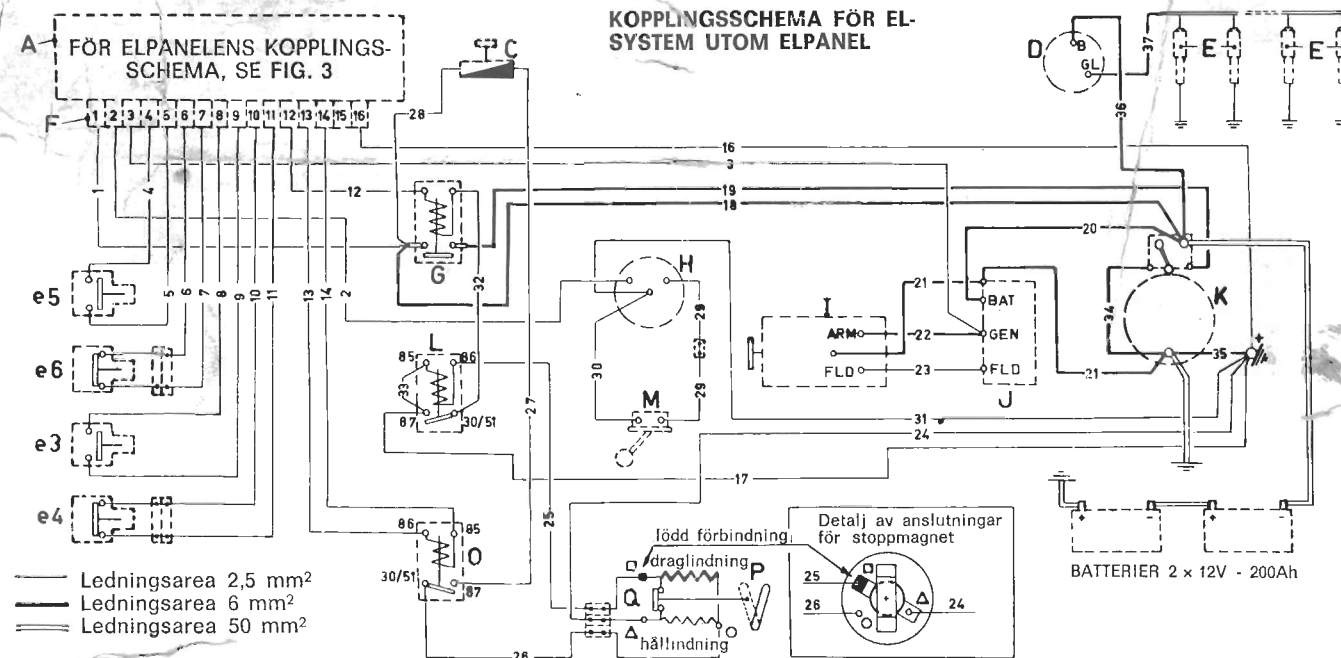 KOPPLINGSSCHEMA FÖR EL-
SYSTEM UTOM ELPANEL
A
FÖR ELPANELENS KOPPLINGS-
SCHEMA, SE FIG. 3
F
1 2 3 4 5 6 7 8 9 10 11 12 13 14 15 16
C
28
D
B
GL
37
E
E
36
16
3
1
4
12
19
18
20
G
H
K
e5
5
6
7
8
9
10
11
13
14
2
32
21
BAT
I
ARM
22
GEN
FLD
23
FLD
J
34
35
+
21
29
30
29
M
e6
L
85
86
33
87
30/51
27
31
24
17
e3
e4
25
86
85
O
30/51
87
26
lödd förbindning
draglindning
P
Q
hållindning
Detalj av anslutningar
för stoppmagnet
25
26
24
+ - + -
BATTERIER 2 x 12V - 200Ah
Ledningsarea 2,5 mm²
Ledningsarea 6 mm²
Ledningsarea 50 mm²